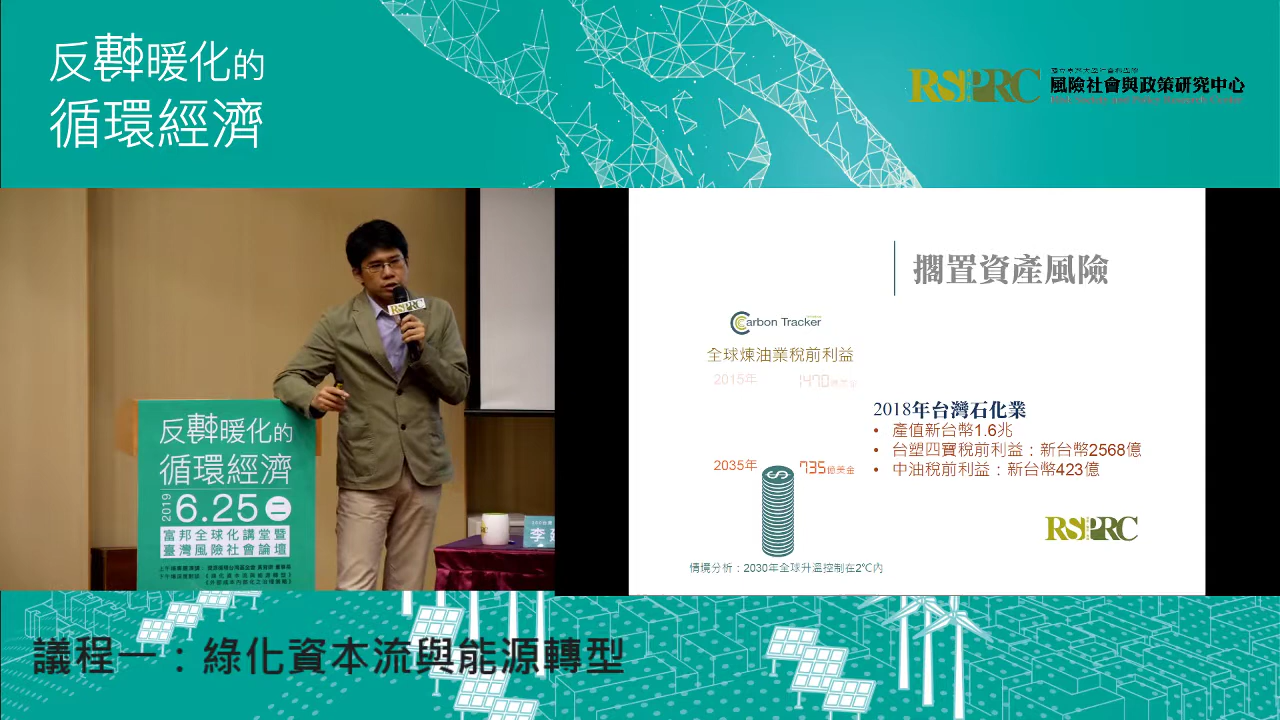 反轉暖化的
循環經濟
RSPRC
風險社會與政策研究中心
RSPRC
反轉暖化的
循環經濟
2019
6.25 二
富邦全球化講堂暨
臺灣風險社會論壇
擱置資產風險
Carbon Tracker
全球煉油業稅前利益
2015年 1470億美金
2018年台灣石化業
• 產值新台幣1.6兆
• 台塑四寶稅前利益：新台幣2568億
• 中油稅前利益：新台幣423億
2035年 735億美金
RSPRC
情境分析：2030年全球升溫控制在2℃內
議程一：綠化資本流與能源轉型